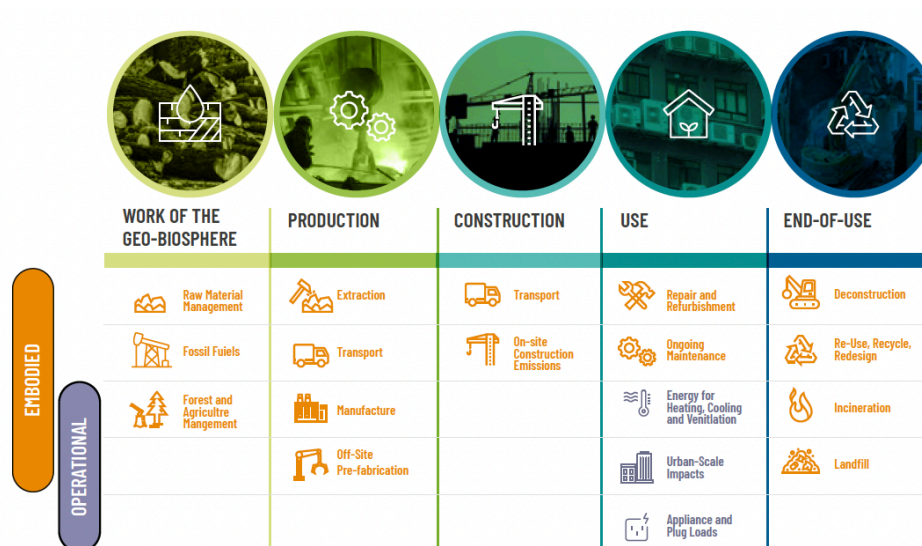 WORK OF THE
GEO-BIOSPHERE
PRODUCTION
CONSTRUCTION
USE
END-OF-USE
EMBODIED
OPERATIONAL
Raw Material
Management
Extraction
Transport
Repair and
Refurbishment
Deconstruction
Fossil Fuiels
Transport
On-site
Construction
Emissions
Ongoing
Maintenance
Re-Use, Recycle,
Redesign
Forest and
Agricultre
Mangement
Manufacture
Energy for
Heating, Cooling
and Venitlation
Incineration
Off-Site
Pre-fabrication
Urban-Scale
Impacts
Landfill
Appliance and
Plug Loads